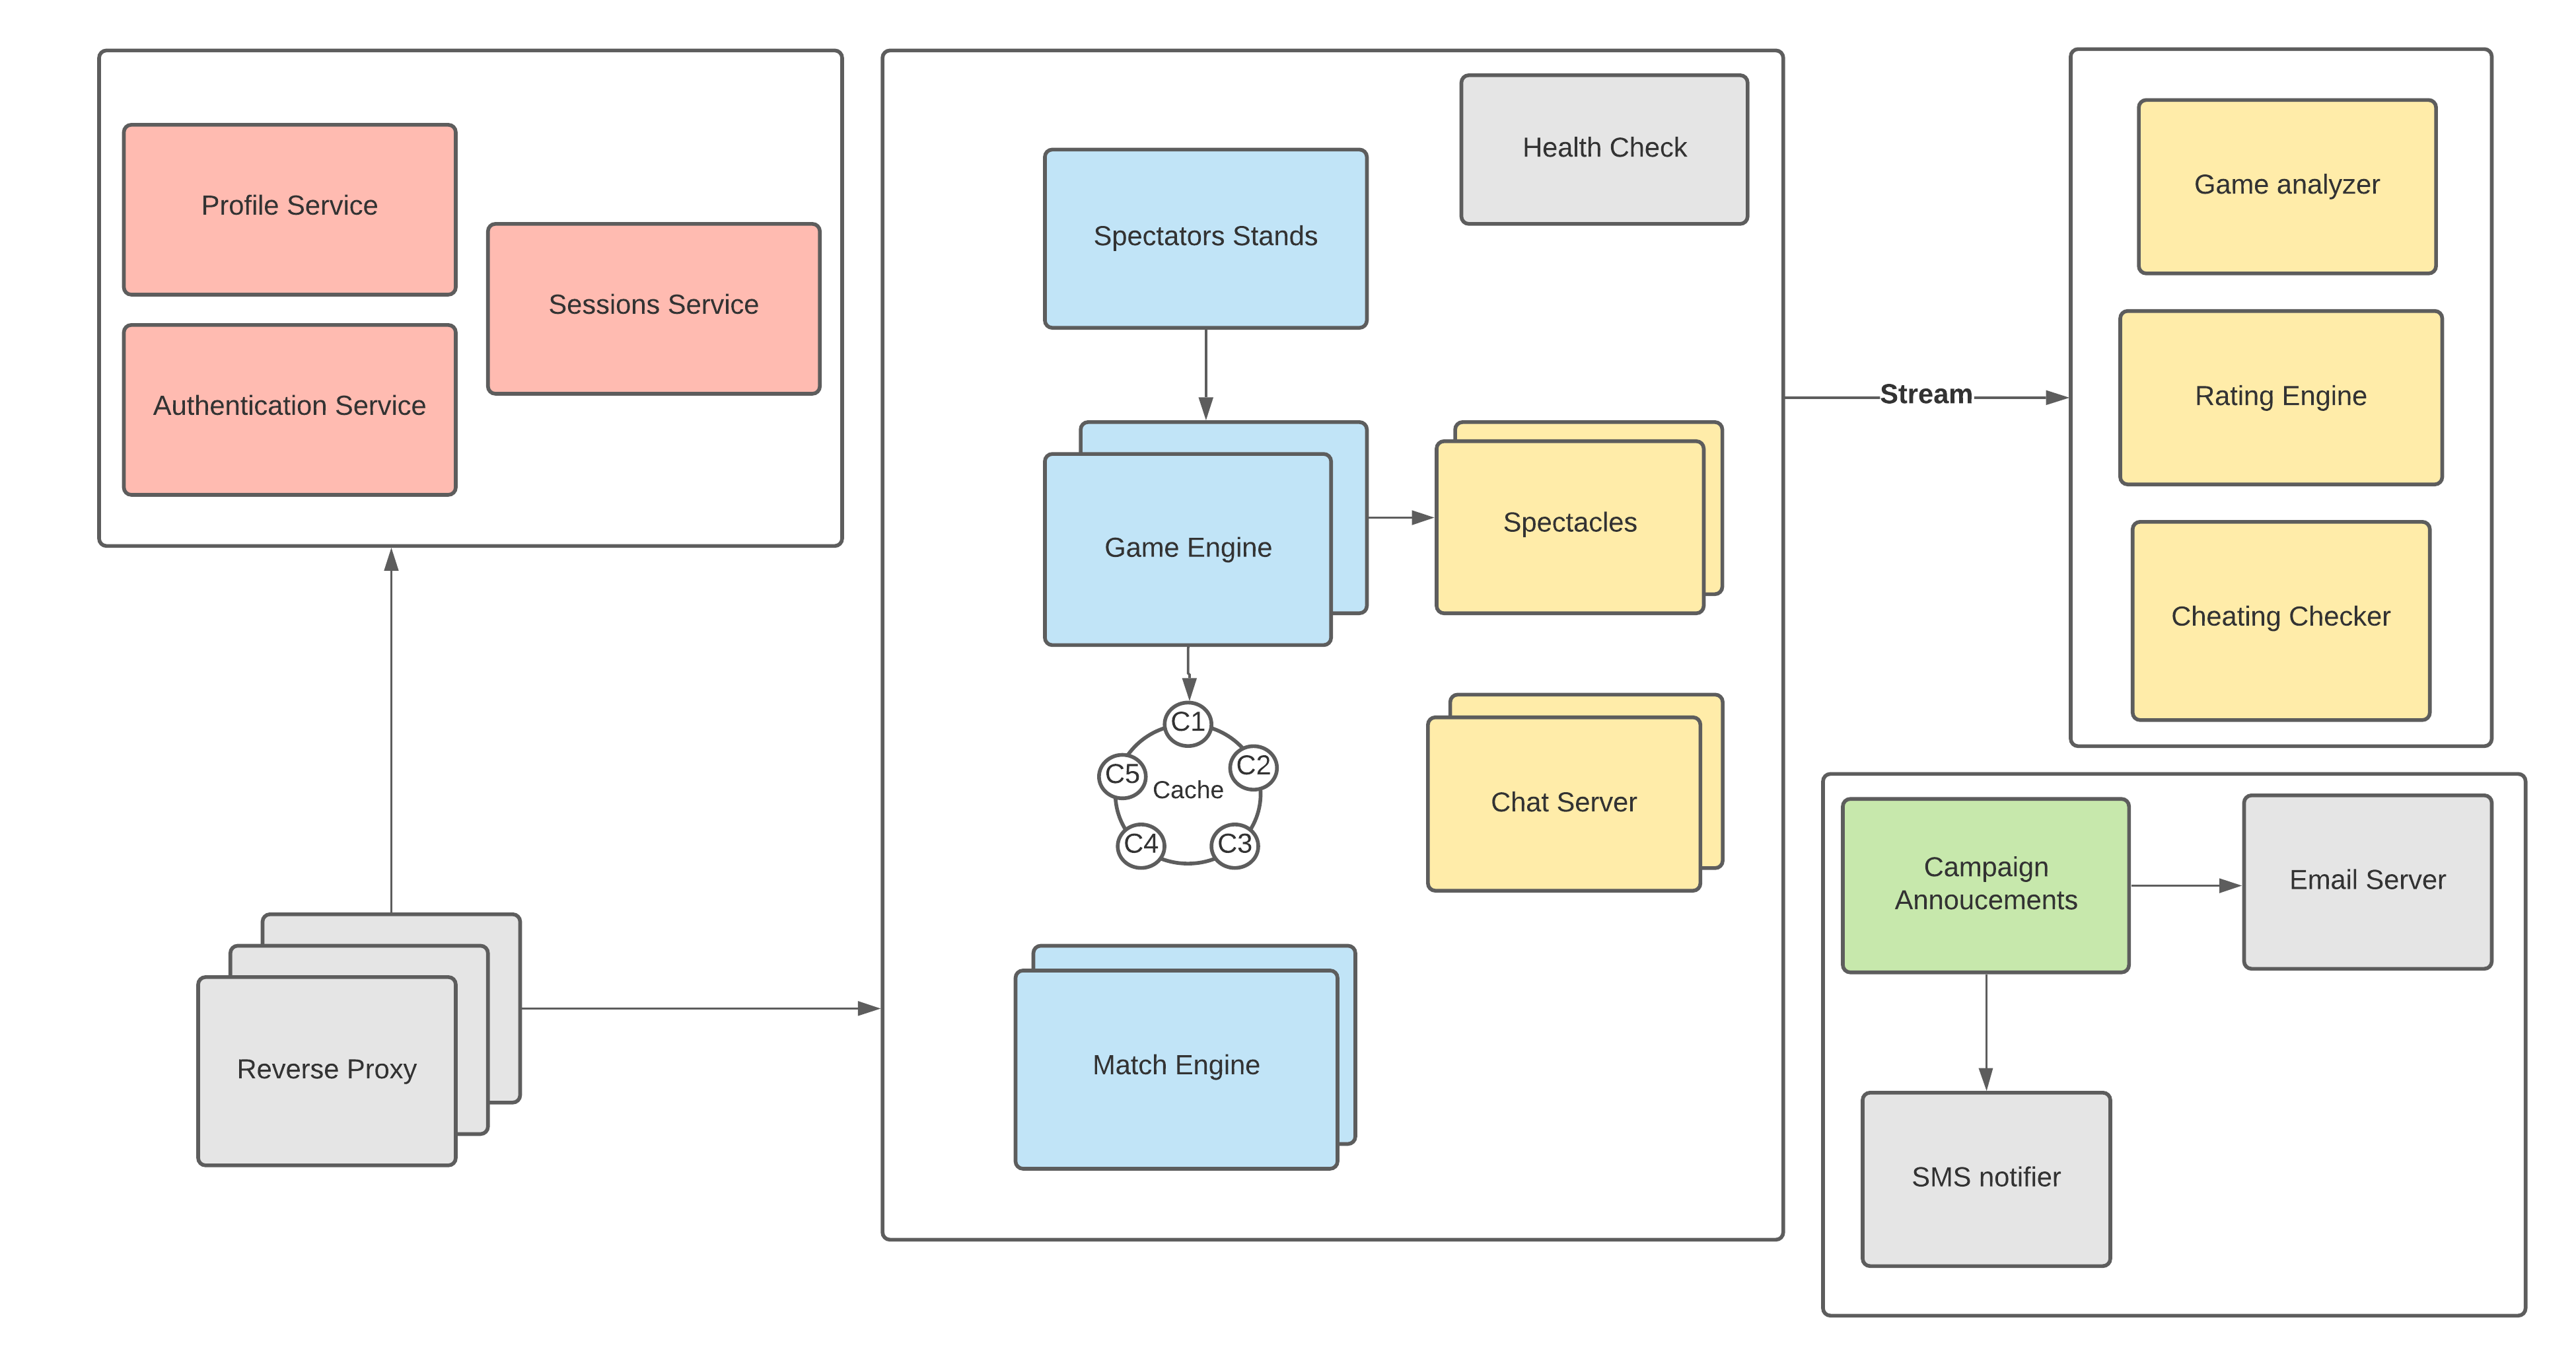 Profile Service
Sessions Service
Authentication Service
Reverse Proxy
Health Check
Spectators Stands
Game Engine
Spectacles
C1
C2
C5
Cache
C4
C3
Chat Server
Match Engine
Stream
Game analyzer
Rating Engine
Cheating Checker
Campaign
Annoucements
Email Server
SMS notifier